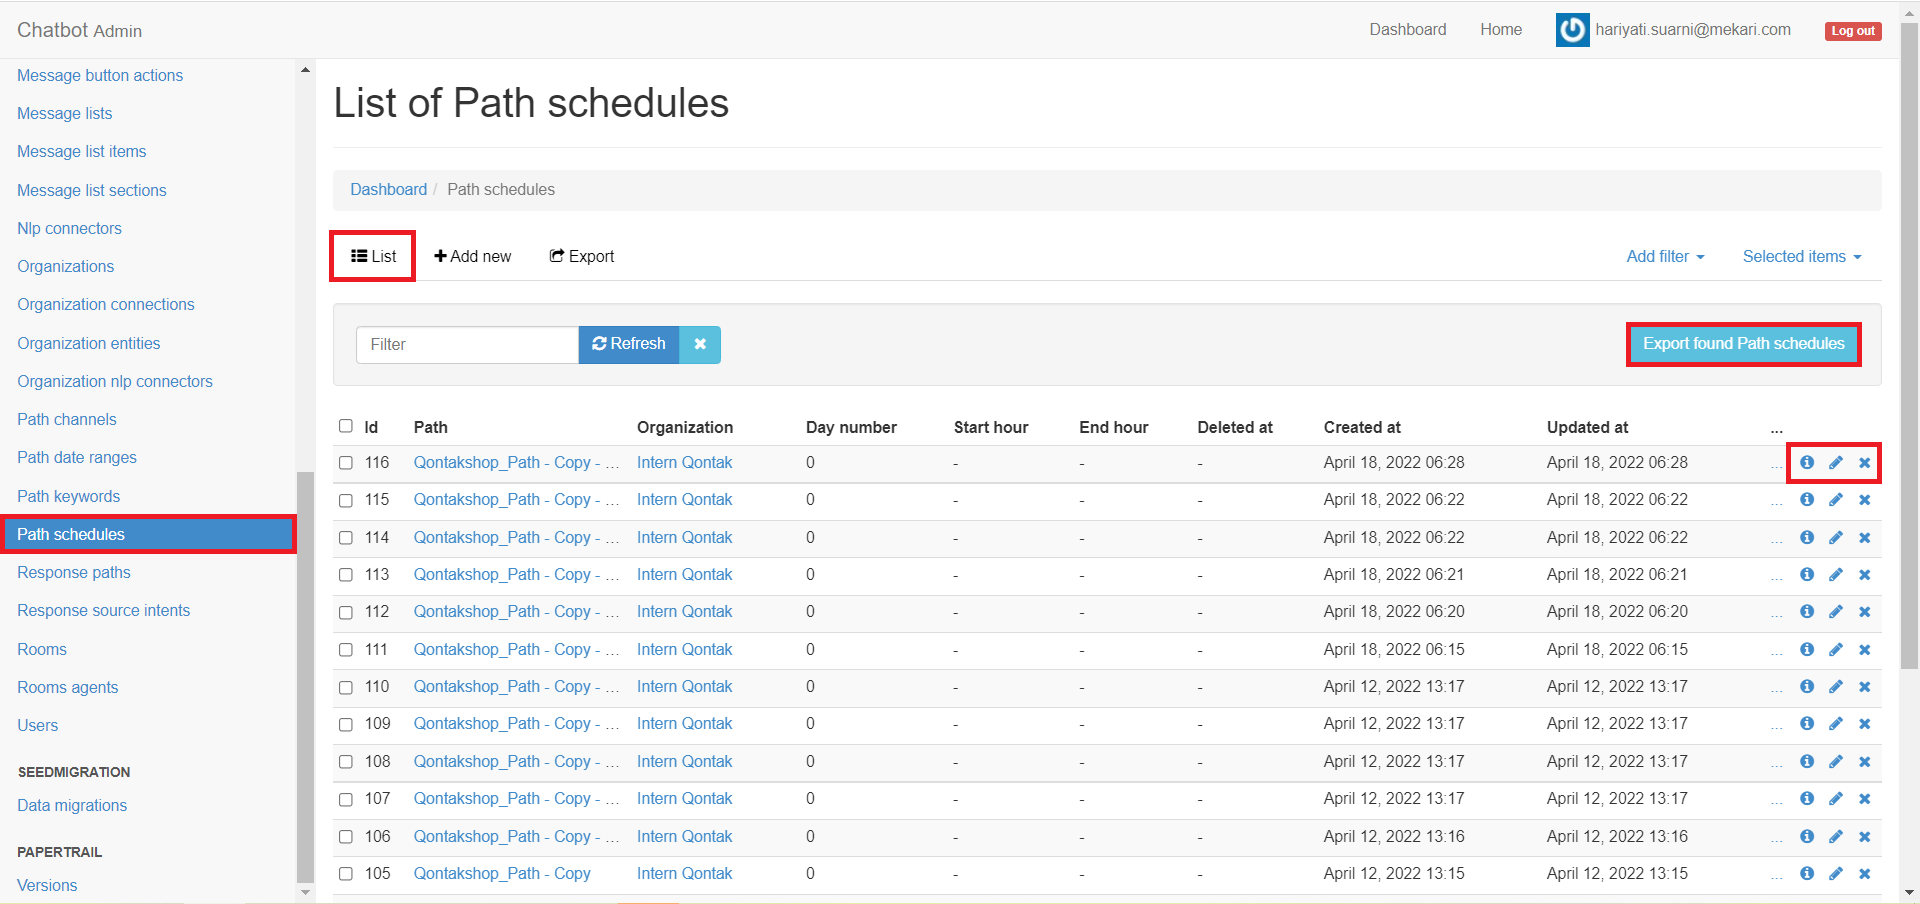 Chatbot Admin
Dashboard Home hariyati.suarni@mekari.com Log out
Message button actions
Message lists
Message list items
Message list sections
Nlp connectors
Organizations
Organization connections
Organization entities
Organization nlp connectors
Path channels
Path date ranges
Path keywords
Path schedules
Response paths
Response source intents
Rooms
Rooms agents
Users
SEEDMIGRATION
Data migrations
PAPERTRAIL
Versions
List of Path schedules
Dashboard / Path schedules
List Add new Export Add filter Selected items
Filter Refresh Export found Path schedules
Id Path Organization Day number Start hour End hour Deleted at Created at Updated at ...
116 Qontakshop_Path - Copy - ... Intern Qontak 0 - - - April 18, 2022 06:28 April 18, 2022 06:28 ...
115 Qontakshop_Path - Copy - ... Intern Qontak 0 - - - April 18, 2022 06:22 April 18, 2022 06:22 ...
114 Qontakshop_Path - Copy - ... Intern Qontak 0 - - - April 18, 2022 06:22 April 18, 2022 06:22 ...
113 Qontakshop_Path - Copy - ... Intern Qontak 0 - - - April 18, 2022 06:21 April 18, 2022 06:21 ...
112 Qontakshop_Path - Copy - ... Intern Qontak 0 - - - April 18, 2022 06:20 April 18, 2022 06:20 ...
111 Qontakshop_Path - Copy - ... Intern Qontak 0 - - - April 18, 2022 06:15 April 18, 2022 06:15 ...
110 Qontakshop_Path - Copy - ... Intern Qontak 0 - - - April 12, 2022 13:17 April 12, 2022 13:17 ...
109 Qontakshop_Path - Copy - ... Intern Qontak 0 - - - April 12, 2022 13:17 April 12, 2022 13:17 ...
108 Qontakshop_Path - Copy - ... Intern Qontak 0 - - - April 12, 2022 13:17 April 12, 2022 13:17 ...
107 Qontakshop_Path - Copy - ... Intern Qontak 0 - - - April 12, 2022 13:17 April 12, 2022 13:17 ...
106 Qontakshop_Path - Copy - ... Intern Qontak 0 - - - April 12, 2022 13:16 April 12, 2022 13:16 ...
105 Qontakshop_Path - Copy Intern Qontak 0 - - - April 12, 2022 13:15 April 12, 2022 13:15 ...